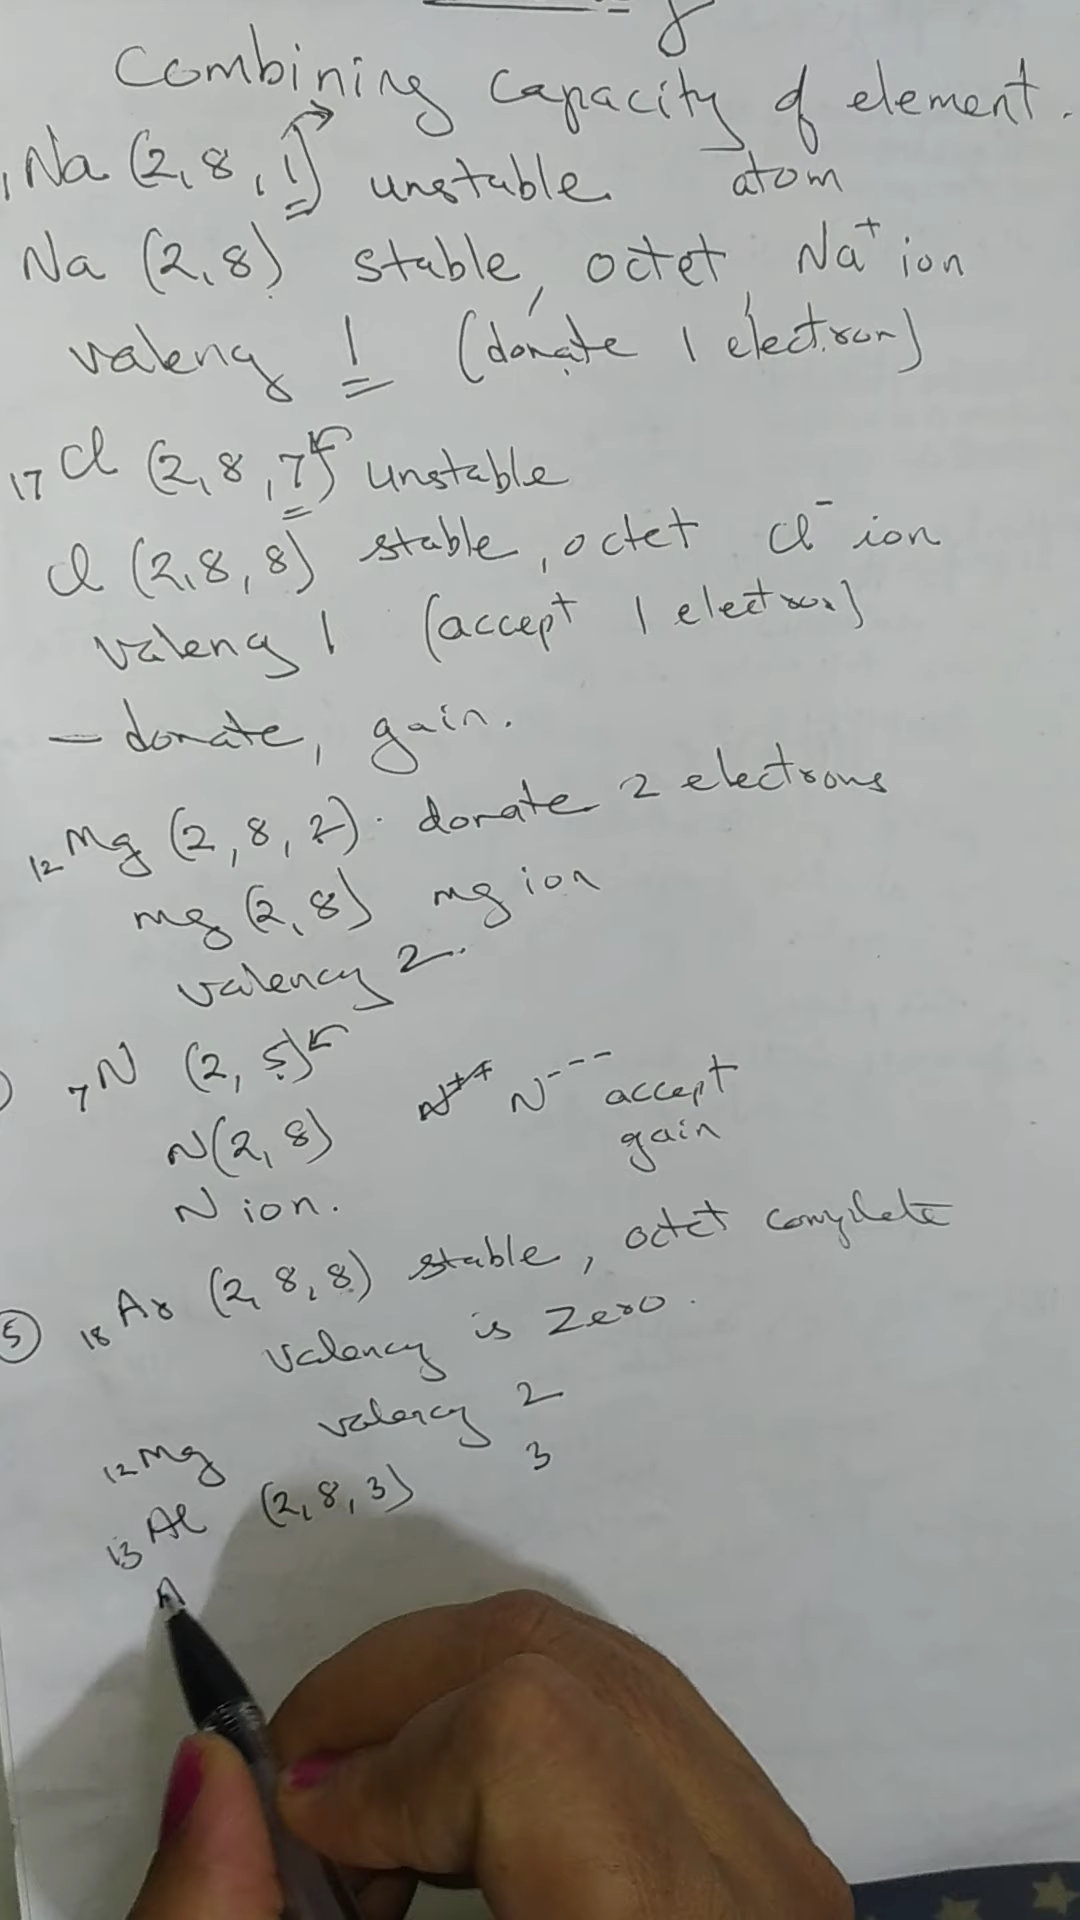 Combining capacity of element.
Na (2,8,1) unstable atom
Na (2,8) stable, octet, Na+ ion
valency 1 (donate 1 electron)
17 Cl (2,8,7) unstable
Cl (2,8,8) stable, octet Cl- ion
valency 1 (accept 1 electron)
- donate, gain.
12 Mg (2,8,2). donate 2 electrons
mg (2,8) mg ion
valency 2.
7 N (2,5)
N(2,8) N--- accept
gain
N ion.
5 18 Ar (2,8,8) stable, octet complete
valency is zero.
12 Mg valency 2
13 Al (2,8,3) 3
A